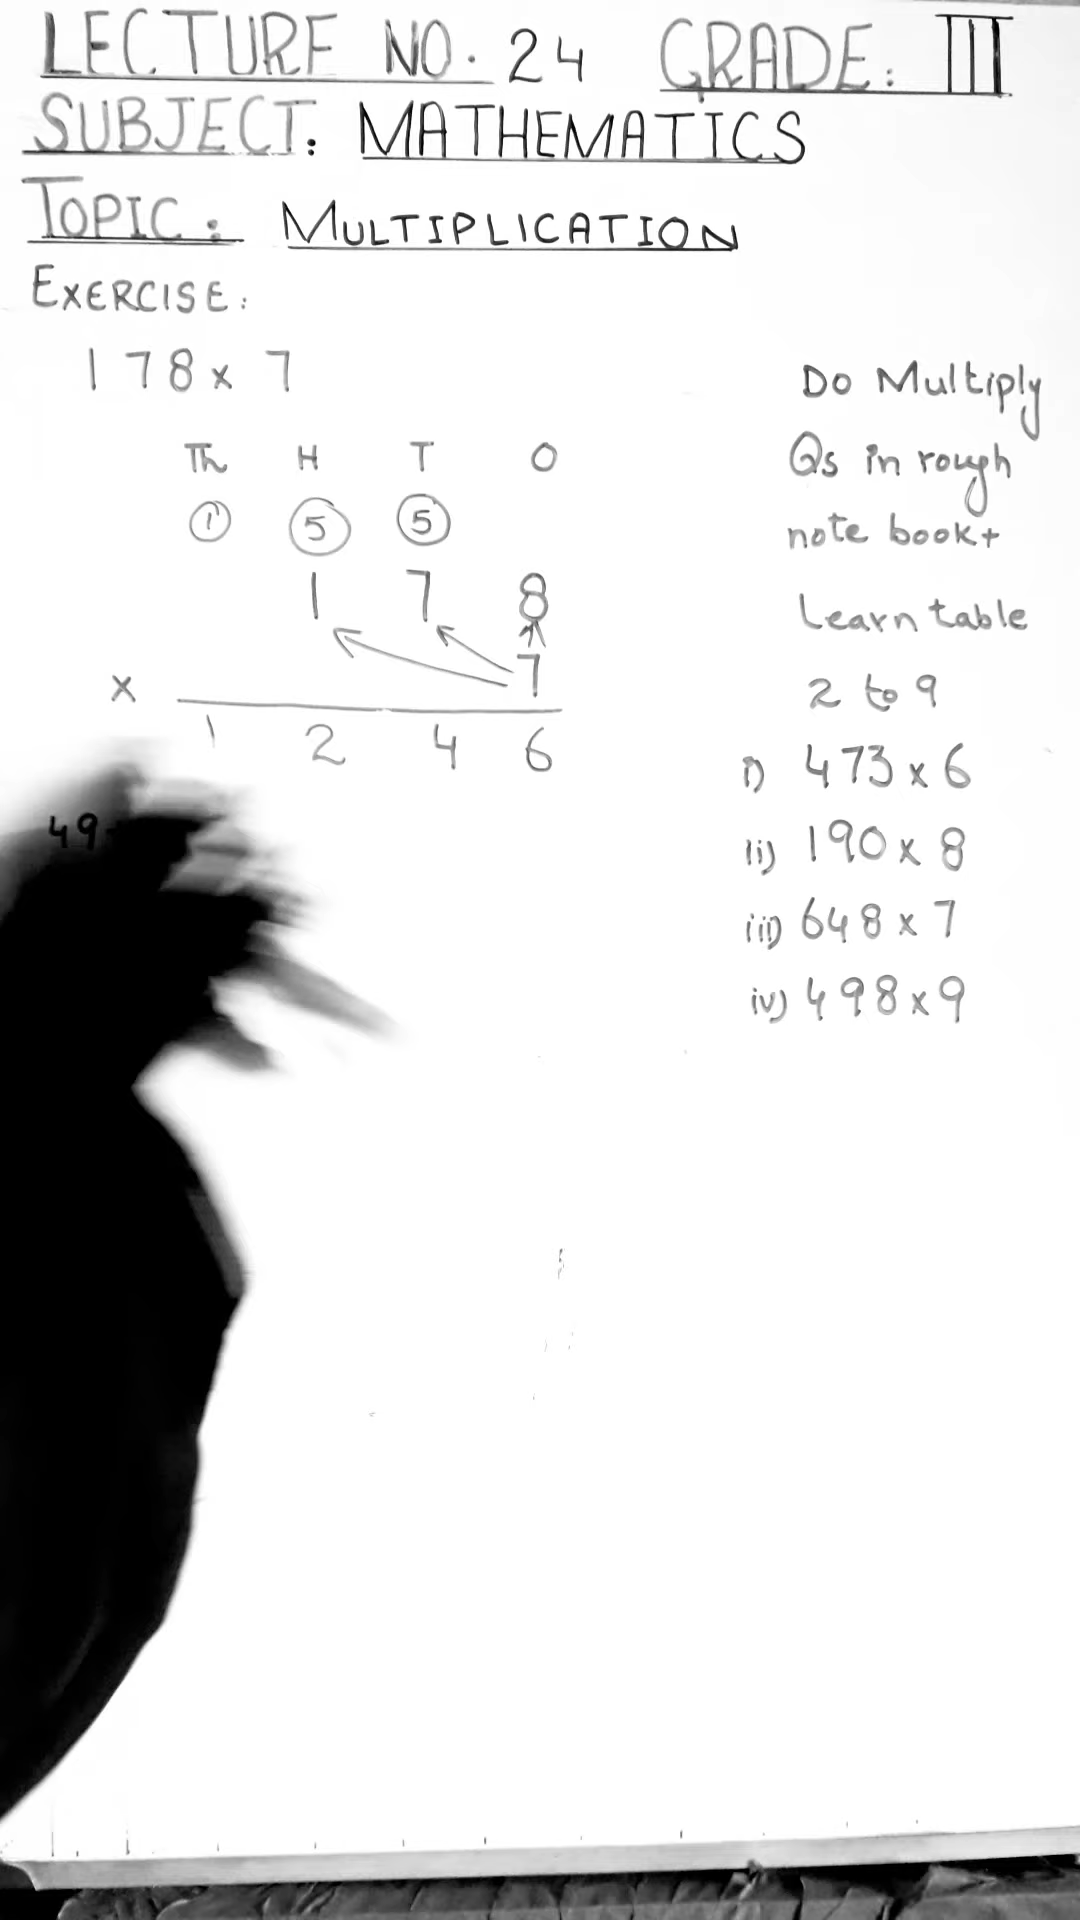 LECTURE NO. 24 GRADE: III
SUBJECT: MATHEMATICS
TOPIC: MULTIPLICATION
EXERCISE:
178 x 7
Th H T O
1 5 5
1 7 8
7
x
1 2 4 6
49
Do Multiply
Qs in rough
note book +
Learn table
2 to 9
i) 473 x 6
ii) 190 x 8
iii) 648 x 7
iv) 498 x 9